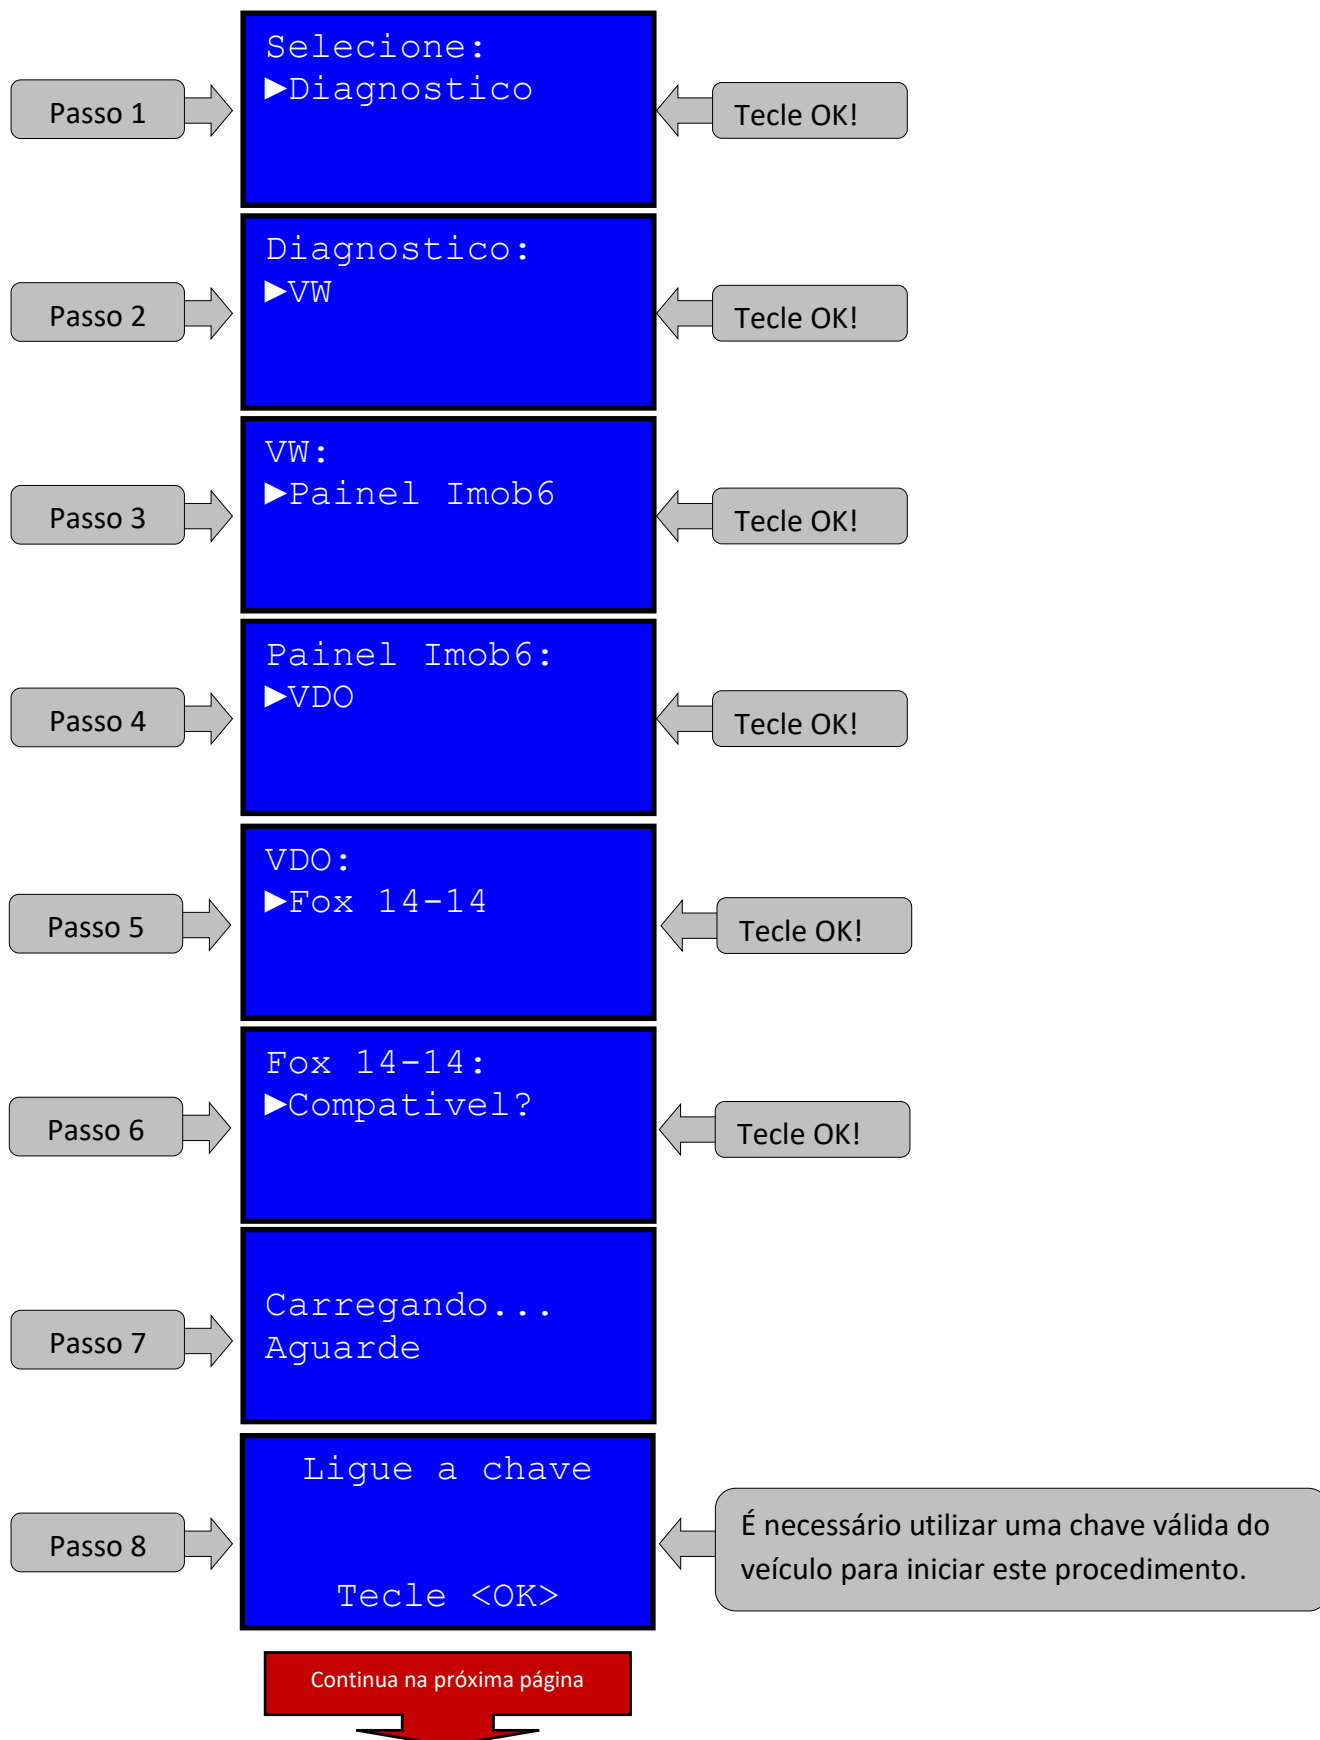 Passo 1
Selecione:
►Diagnostico
Tecle OK!
Passo 2
Diagnostico:
►VW
Tecle OK!
Passo 3
VW:
►Painel Imob6
Tecle OK!
Passo 4
Painel Imob6:
►VDO
Tecle OK!
Passo 5
VDO:
►Fox 14-14
Tecle OK!
Passo 6
Fox 14-14:
►Compativel?
Tecle OK!
Passo 7
Carregando...
Aguarde
Passo 8
Ligue a chave
Tecle <OK>
É necessário utilizar uma chave válida do
veículo para iniciar este procedimento.
Continua na próxima página